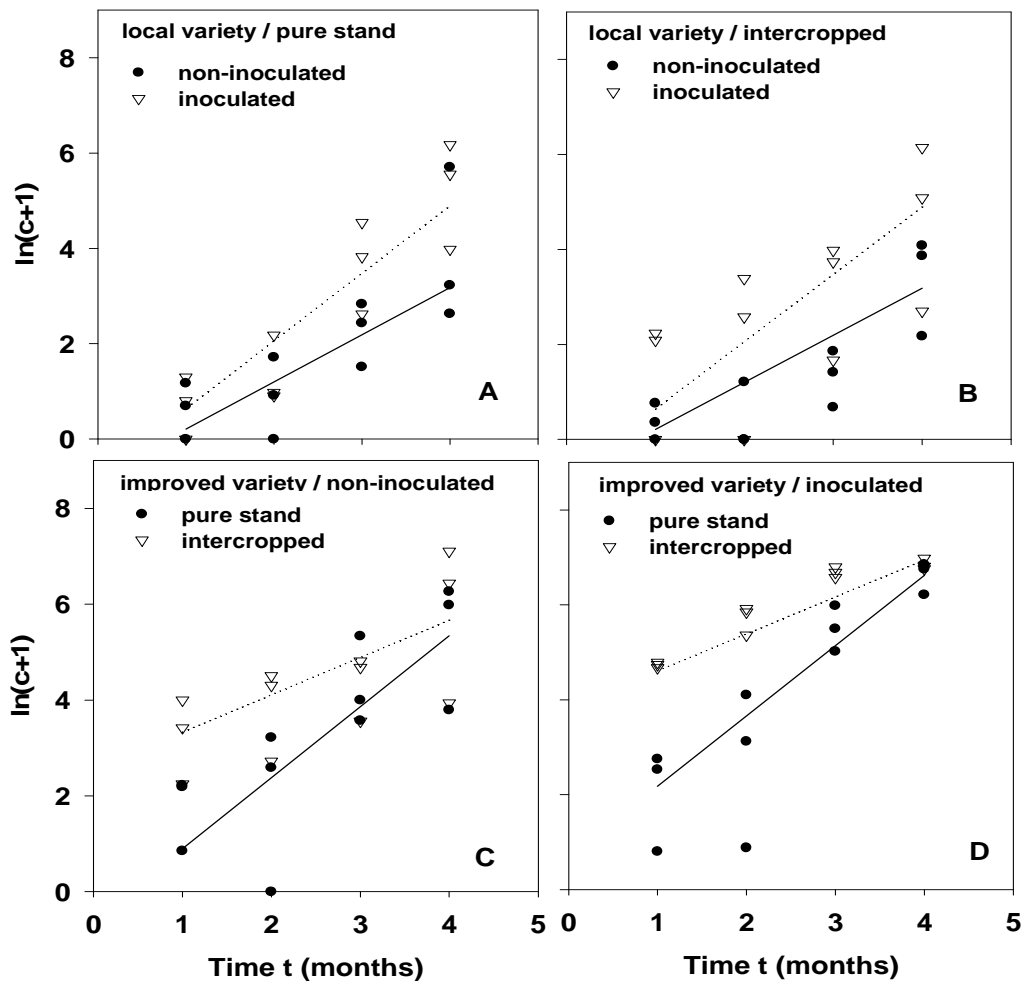 local variety / pure stand
non-inoculated
inoculated
8
6
4
2
0
ln(c+1)
A
local variety / intercropped
non-inoculated
inoculated
B
improved variety / non-inoculated
pure stand
intercropped
8
6
4
2
0
ln(c+1)
C
0 1 2 3 4 5
Time t (months)
improved variety / inoculated
pure stand
intercropped
D
0 1 2 3 4 5
Time t (months)